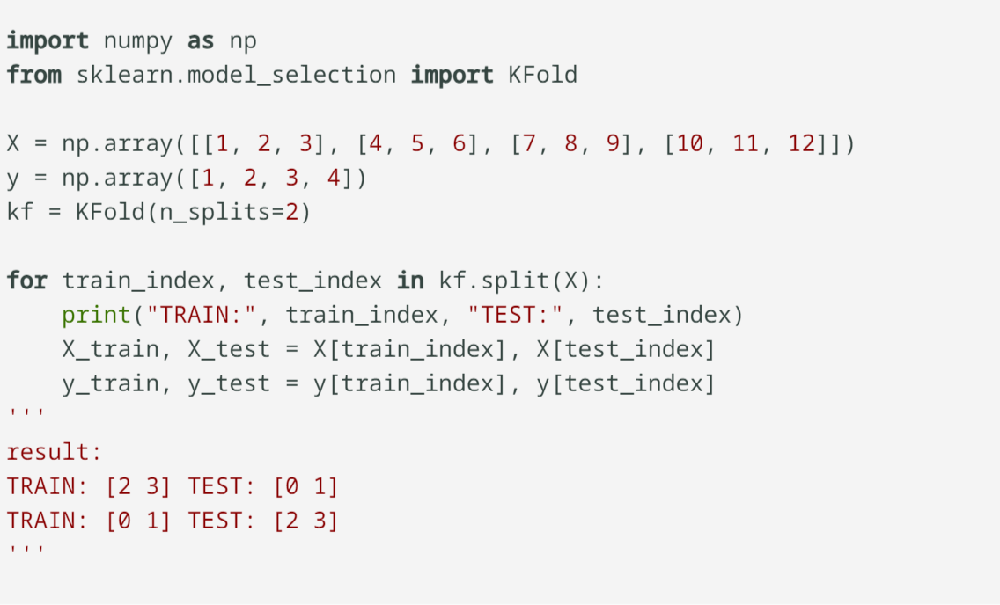 import numpy as np
from sklearn.model_selection import KFold
X = np.array([[1, 2, 3], [4, 5, 6], [7, 8, 9], [10, 11, 12]])
y = np.array([1, 2, 3, 4])
kf = KFold(n_splits=2)
for train_index, test_index in kf.split(X):
    print("TRAIN:", train_index, "TEST:", test_index)
    X_train, X_test = X[train_index], X[test_index]
    y_train, y_test = y[train_index], y[test_index]
'''
result:
TRAIN: [2 3] TEST: [0 1]
TRAIN: [0 1] TEST: [2 3]
'''